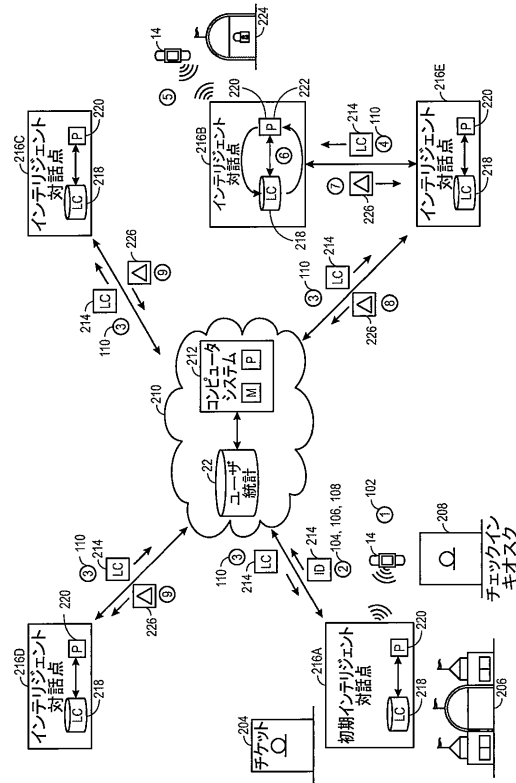 216D
インテリジェント
対話点
P
220
LC
218
204
チケット
216A
初期インテリジェント
対話点
P
220
LC
218
206
110
3
214
LC
226
9
110
3
214
LC
ID
214
2
104, 106, 108
1
102
14
208
チェックイン
キオスク
210
22
ユーザ
統計
212
コンピュータ
システム
M
P
216C
インテリジェント
対話点
P
220
LC
218
214
LC
110
3
226
9
110
3
LC
214
226
8
5
14
224
216B
インテリジェント
対話点
220
P
222
6
LC
218
7
226
LC
214
110
4
216E
インテリジェント
対話点
P
220
LC
218